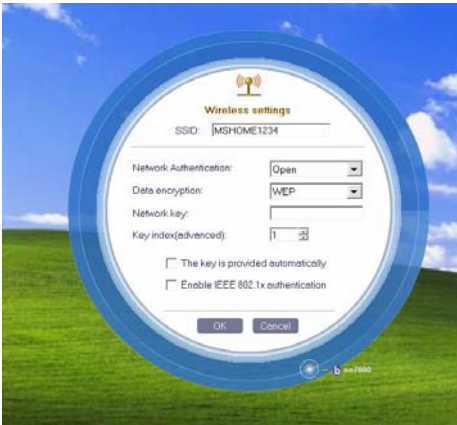 Wireless settings
SSID: MSHOME1234
Network Authentication: Open
Data encryption: WEP
Network key:
Key index(advanced): 1
The key is provided automatically
Enable IEEE 802.1x authentication
OK Cancel
b